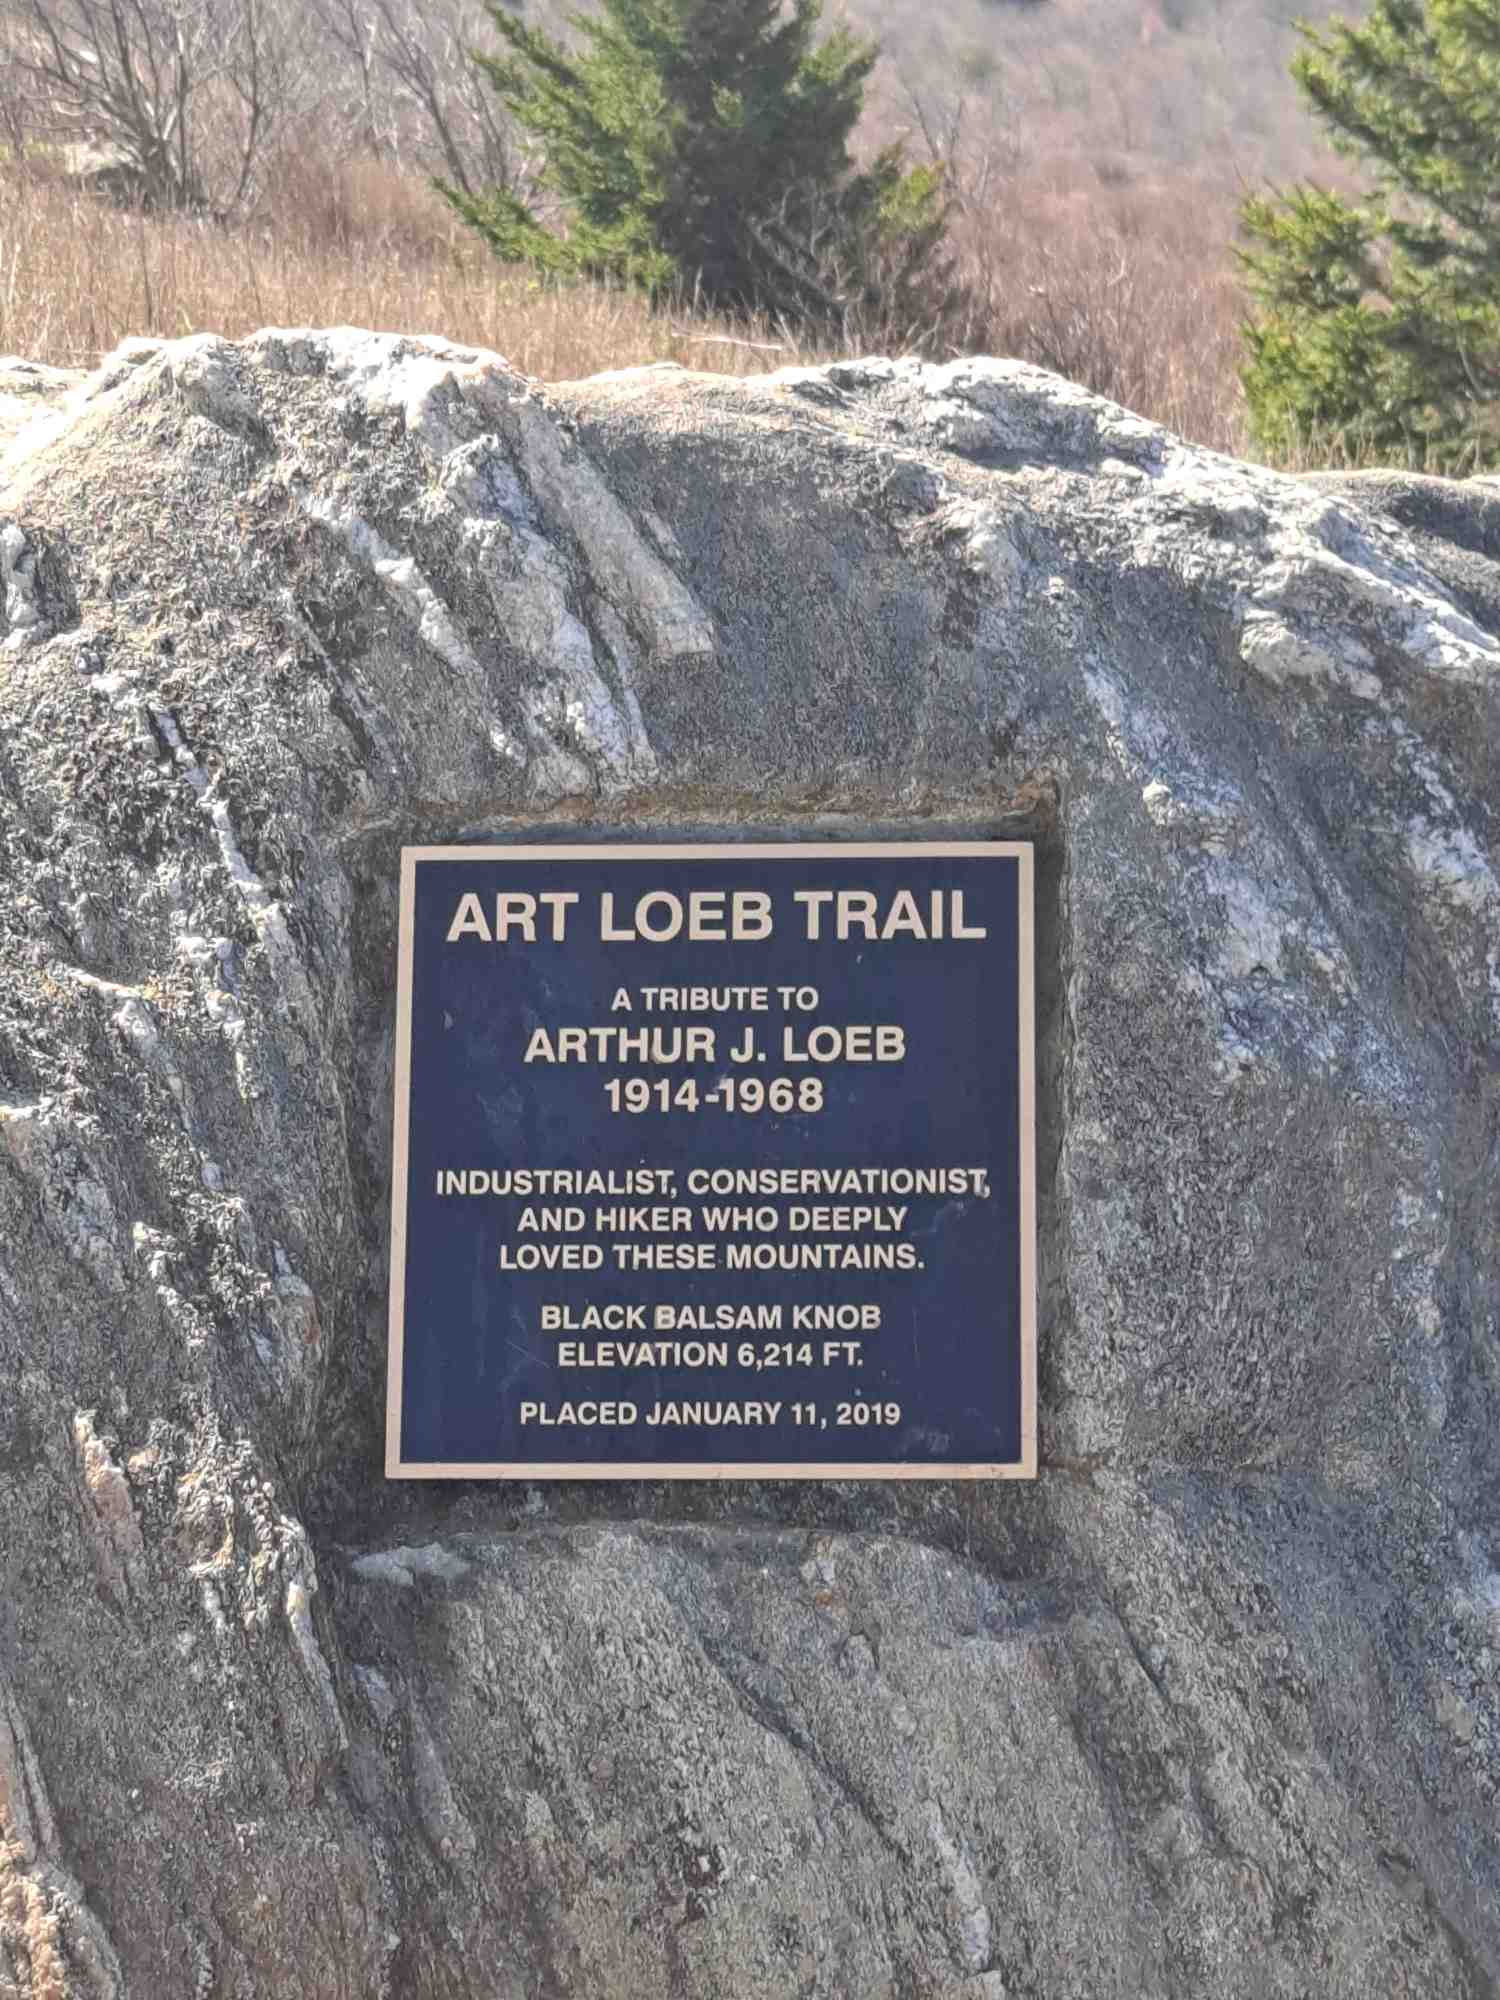 ART LOEB TRAIL
A TRIBUTE TO
ARTHUR J. LOEB
1914-1968
INDUSTRIALIST, CONSERVATIONIST,
AND HIKER WHO DEEPLY
LOVED THESE MOUNTAINS.
BLACK BALSAM KNOB
ELEVATION 6,214 FT.
PLACED JANUARY 11, 2019